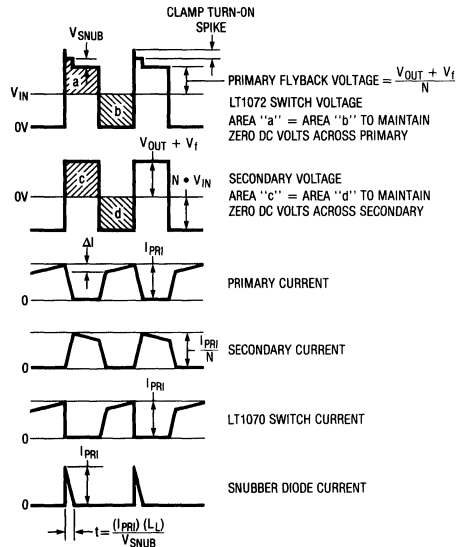 CLAMP TURN-ON
SPIKE
VSNUB
a
b
VIN
0V
PRIMARY FLYBACK VOLTAGE = VOUT + Vf / N
LT1072 SWITCH VOLTAGE
AREA "a" = AREA "b" TO MAINTAIN
ZERO DC VOLTS ACROSS PRIMARY
VOUT + Vf
c
d
N • VIN
0V
SECONDARY VOLTAGE
AREA "c" = AREA "d" TO MAINTAIN
ZERO DC VOLTS ACROSS SECONDARY
ΔI
IPRI
0
PRIMARY CURRENT
IPRI / N
0
SECONDARY CURRENT
IPRI
0
LT1070 SWITCH CURRENT
IPRI
0
SNUBBER DIODE CURRENT
t = (IPRI) (LL) / VSNUB